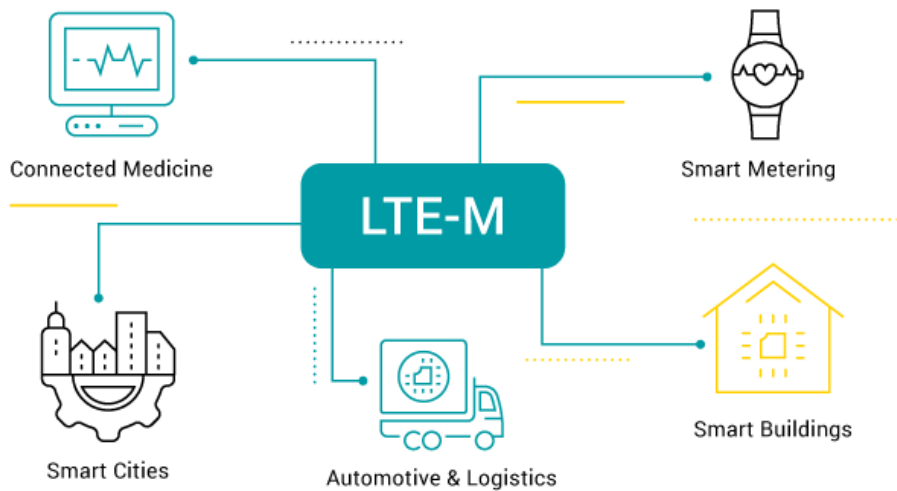 Connected Medicine
Smart Metering
LTE-M
Smart Cities
Automotive & Logistics
Smart Buildings